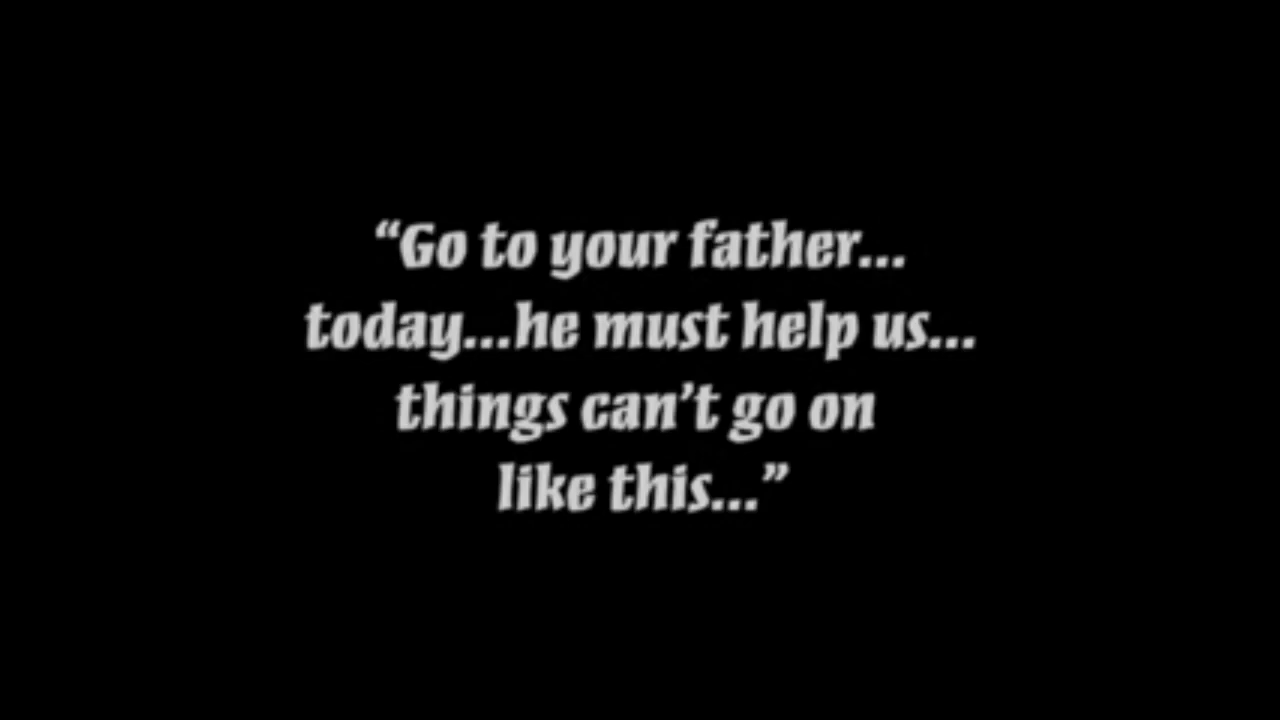 “Go to your father...
today...he must help us...
things can’t go on
like this...”